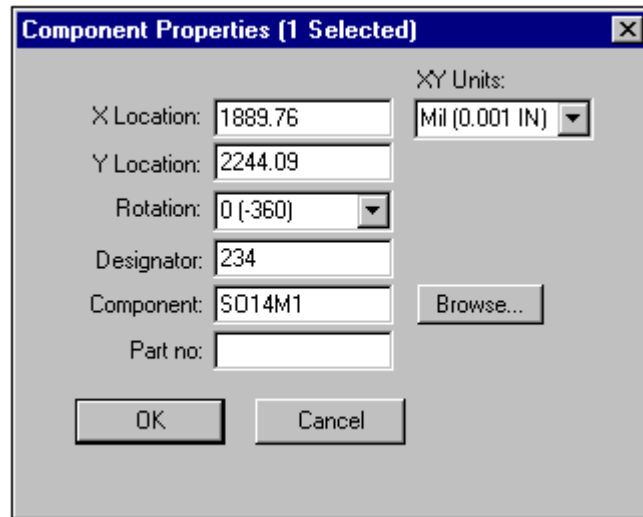 Component Properties (1 Selected)
XY Units:
X Location: 1889.76 Mil (0.001 IN)
Y Location: 2244.09
Rotation: 0 (-360)
Designator: 234
Component: SO14M1 Browse...
Part no:
OK Cancel